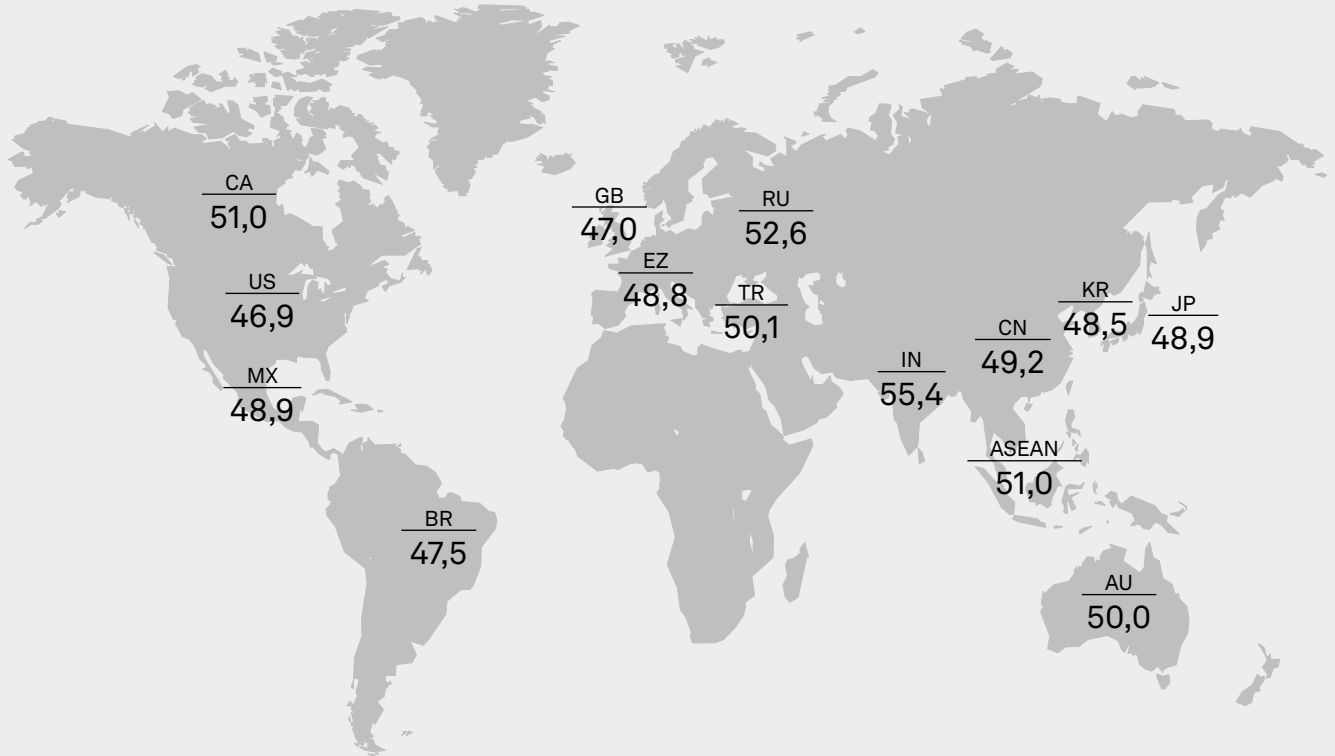 CA
51,0
GB
47,0
RU
52,6
EZ
48,8
US
46,9
TR
50,1
KR
48,5
JP
48,9
CN
49,2
IN
55,4
MX
48,9
ASEAN
51,0
BR
47,5
AU
50,0